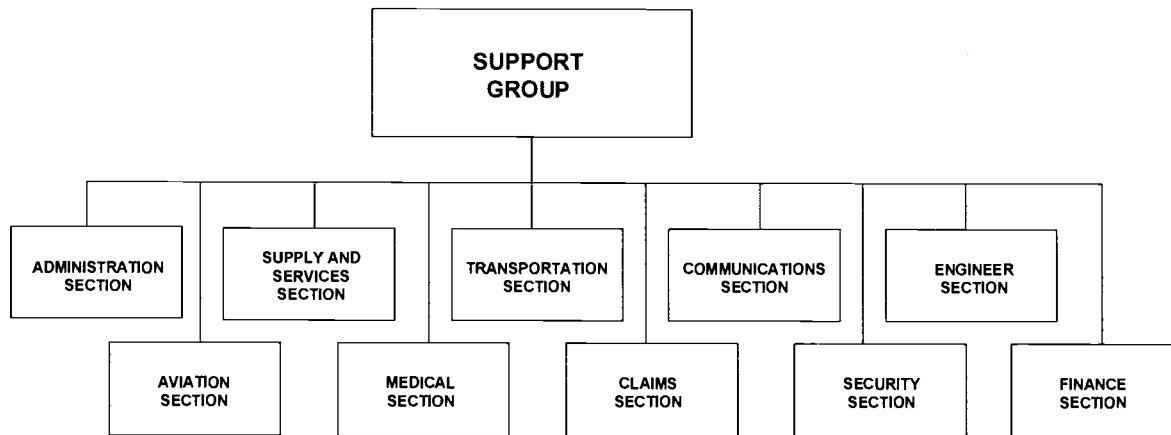 SUPPORT
GROUP
ADMINISTRATION
SECTION
SUPPLY AND
SERVICES
SECTION
TRANSPORTATION
SECTION
COMMUNICATIONS
SECTION
ENGINEER
SECTION
AVIATION
SECTION
MEDICAL
SECTION
CLAIMS
SECTION
SECURITY
SECTION
FINANCE
SECTION